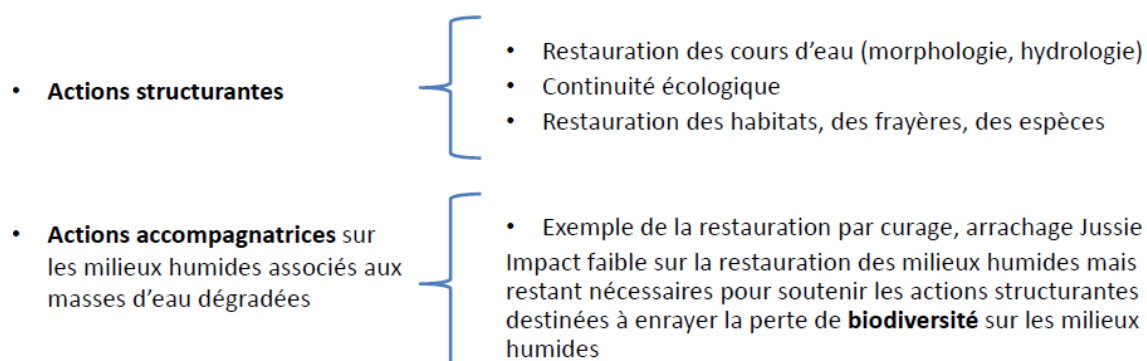 • Actions structurantes
• Restauration des cours d’eau (morphologie, hydrologie)
• Continuité écologique
• Restauration des habitats, des frayères, des espèces
• Actions accompagnatrices sur
les milieux humides associés aux
masses d’eau dégradées
• Exemple de la restauration par curage, arrachage Jussie
Impact faible sur la restauration des milieux humides mais
restant nécessaires pour soutenir les actions structurantes
destinées à enrayer la perte de biodiversité sur les milieux
humides